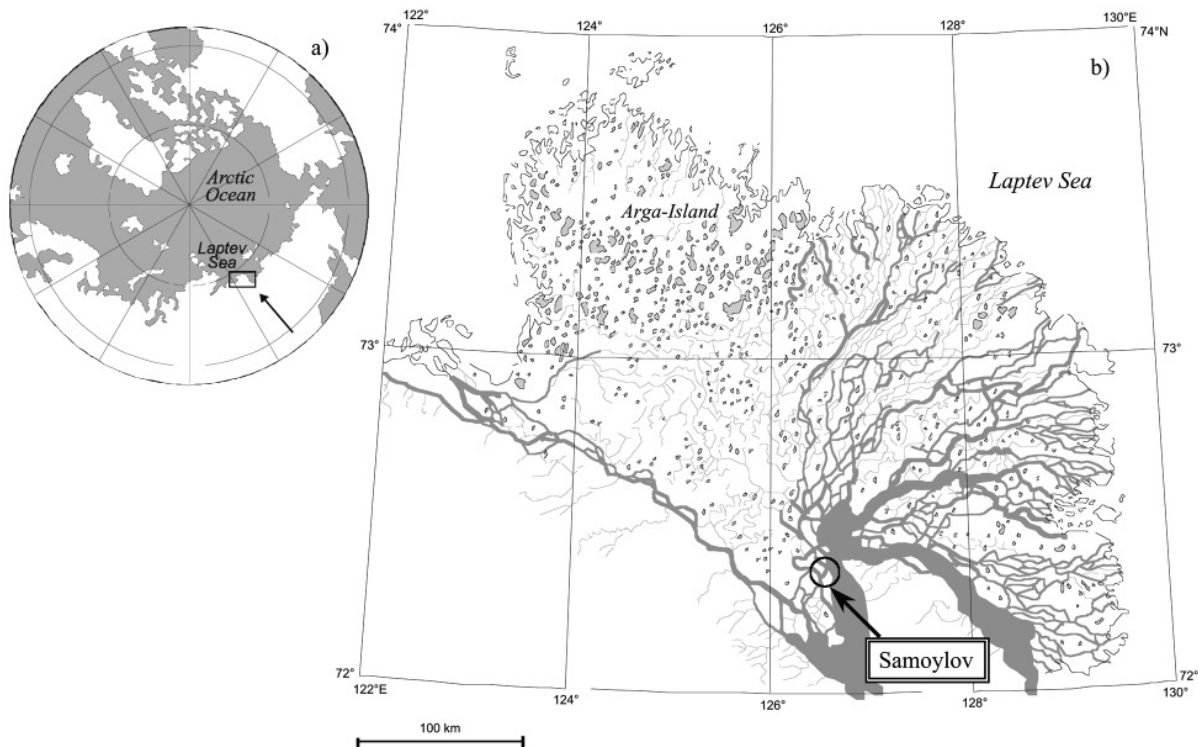 a)
Arctic
Ocean
Laptev
Sea
122°
124°
126°
128°
130°E
74°
74°N
b)
Laptev Sea
Arga-Island
73°
73°
Samoylov
72°
72°
122°E
124°
126°
128°
130°
100 km